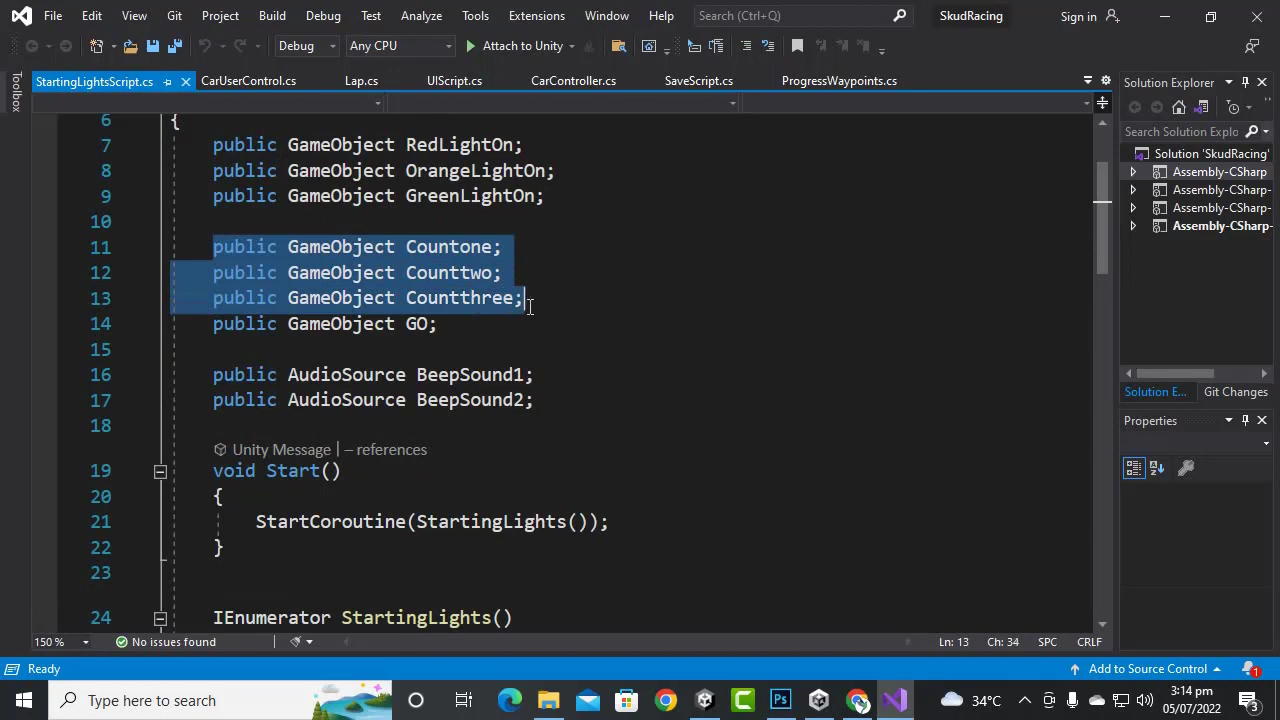 File Edit View Git Project Build Debug Test Analyze Tools Extensions Window Help Search (Ctrl+Q) SkudRacing Sign in
Debug Any CPU Attach to Unity
Toolbox
StartingLightsScript.cs CarUserControl.cs Lap.cs UIScript.cs CarController.cs SaveScript.cs ProgressWaypoints.cs
6 {
7 public GameObject RedLightOn;
8 public GameObject OrangeLightOn;
9 public GameObject GreenLightOn;
10
11 public GameObject Countone;
12 public GameObject Counttwo;
13 public GameObject Countthree;
14 public GameObject GO;
15
16 public AudioSource BeepSound1;
17 public AudioSource BeepSound2;
18
Unity Message | – references
19 void Start()
20 {
21 StartCoroutine(StartingLights());
22 }
23
24 IEnumerator StartingLights()
150 % No issues found Ln: 13 Ch: 34 SPC CRLF
Solution Explorer
Search Solution Explo
Solution 'SkudRacing'
Assembly-CSharp
Assembly-CSharp-
Assembly-CSharp-
Assembly-CSharp-
Solution E... Git Changes
Properties
Ready Add to Source Control 1
Type here to search Ps 34°C 3:14 pm
05/07/2022 3